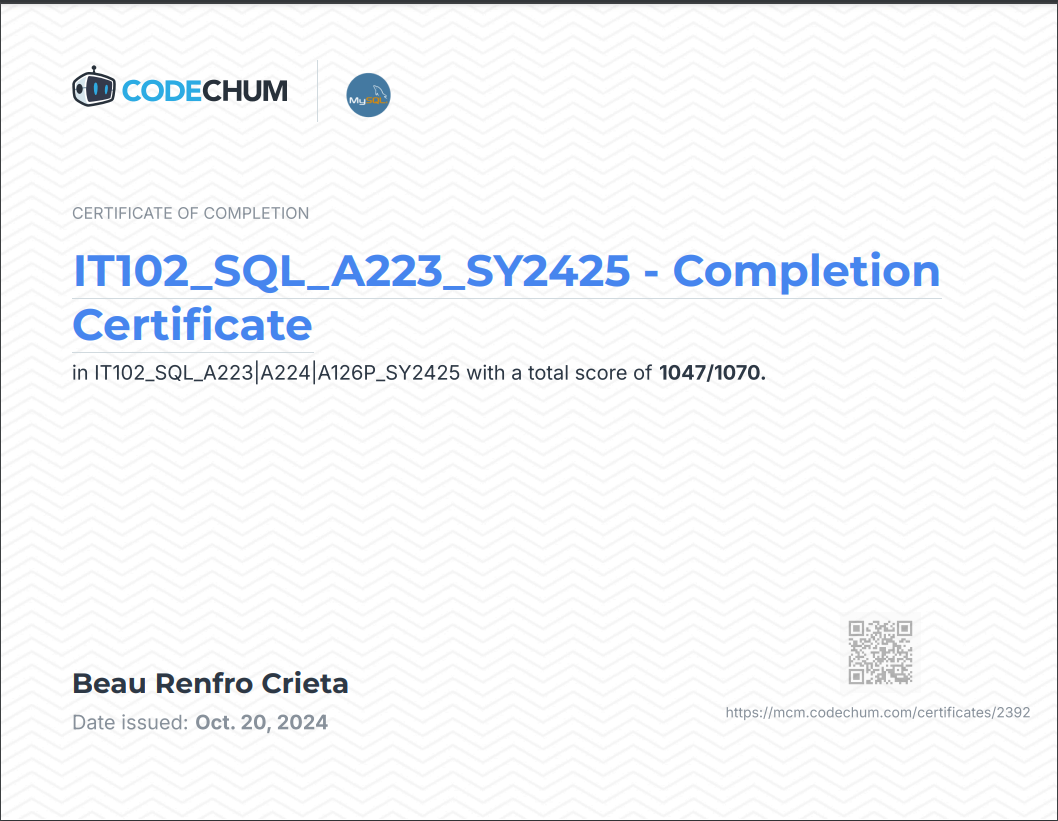 CODECHUM
MySQL
CERTIFICATE OF COMPLETION
IT102_SQL_A223_SY2425 - Completion
Certificate
in IT102_SQL_A223|A224|A126P_SY2425 with a total score of 1047/1070.
Beau Renfro Crieta
Date issued: Oct. 20, 2024
https://mcm.codechum.com/certificates/2392